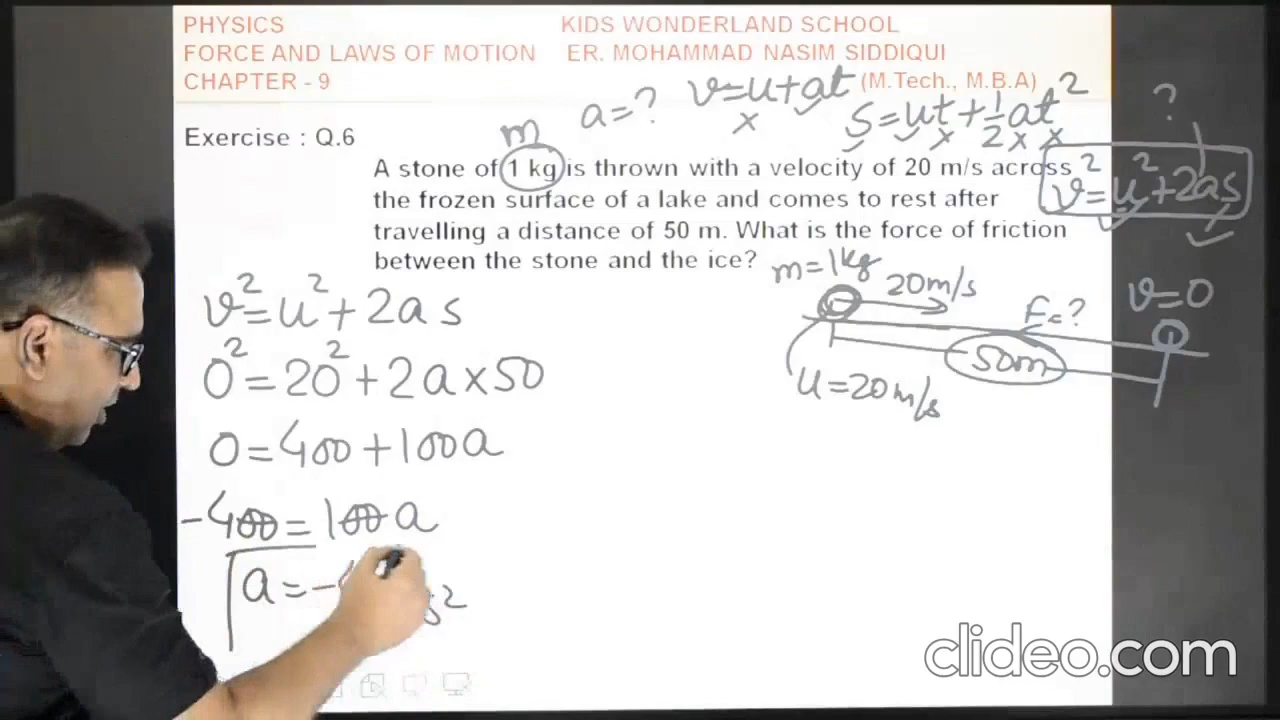 PHYSICS KIDS WONDERLAND SCHOOL
FORCE AND LAWS OF MOTION ER. MOHAMMAD NASIM SIDDIQUI
CHAPTER - 9 (M.Tech., M.B.A)
a=? v=u+at
x
s=ut+½at²
x x x
?
v²=u²+2as
Exercise : Q.6
m
A stone of 1 kg is thrown with a velocity of 20 m/s across
the frozen surface of a lake and comes to rest after
travelling a distance of 50 m. What is the force of friction
between the stone and the ice?
m=1kg
20m/s
F=?
v=0
50m
u=20m/s
v²=u²+2as
0²=20²+2a×50
0=400+100a
-400=100a
a=-
s²
clideo.com